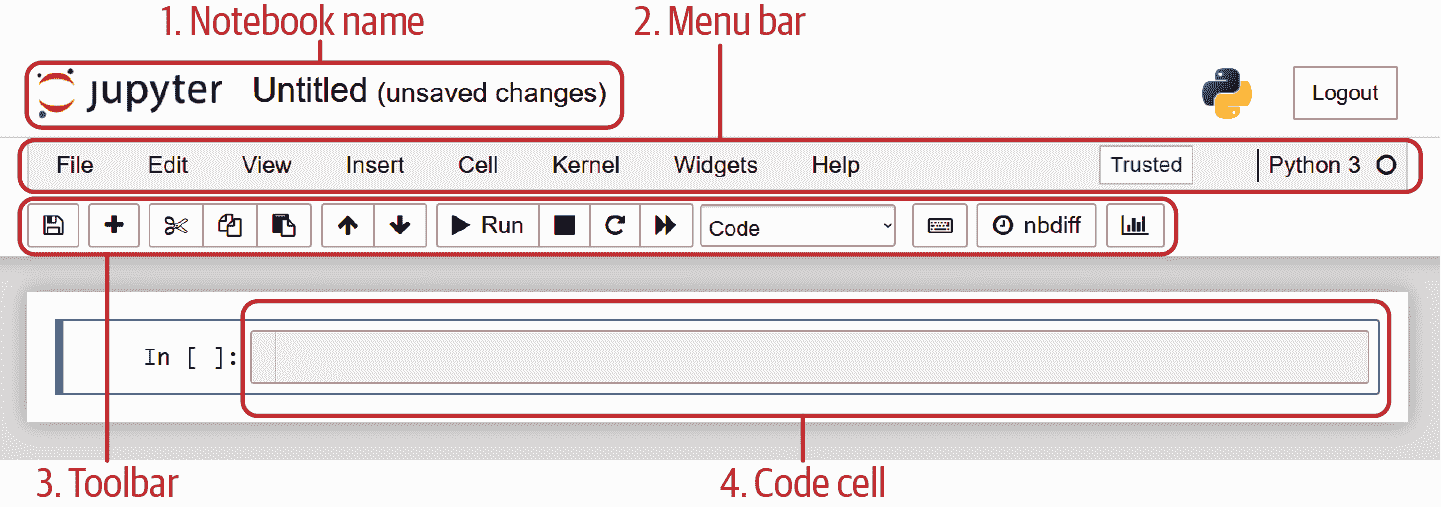 1. Notebook name
2. Menu bar
jupyter Untitled (unsaved changes)
Logout
File Edit View Insert Cell Kernel Widgets Help Trusted Python 3
Run Code nbdiff
In [ ]:
3. Toolbar
4. Code cell